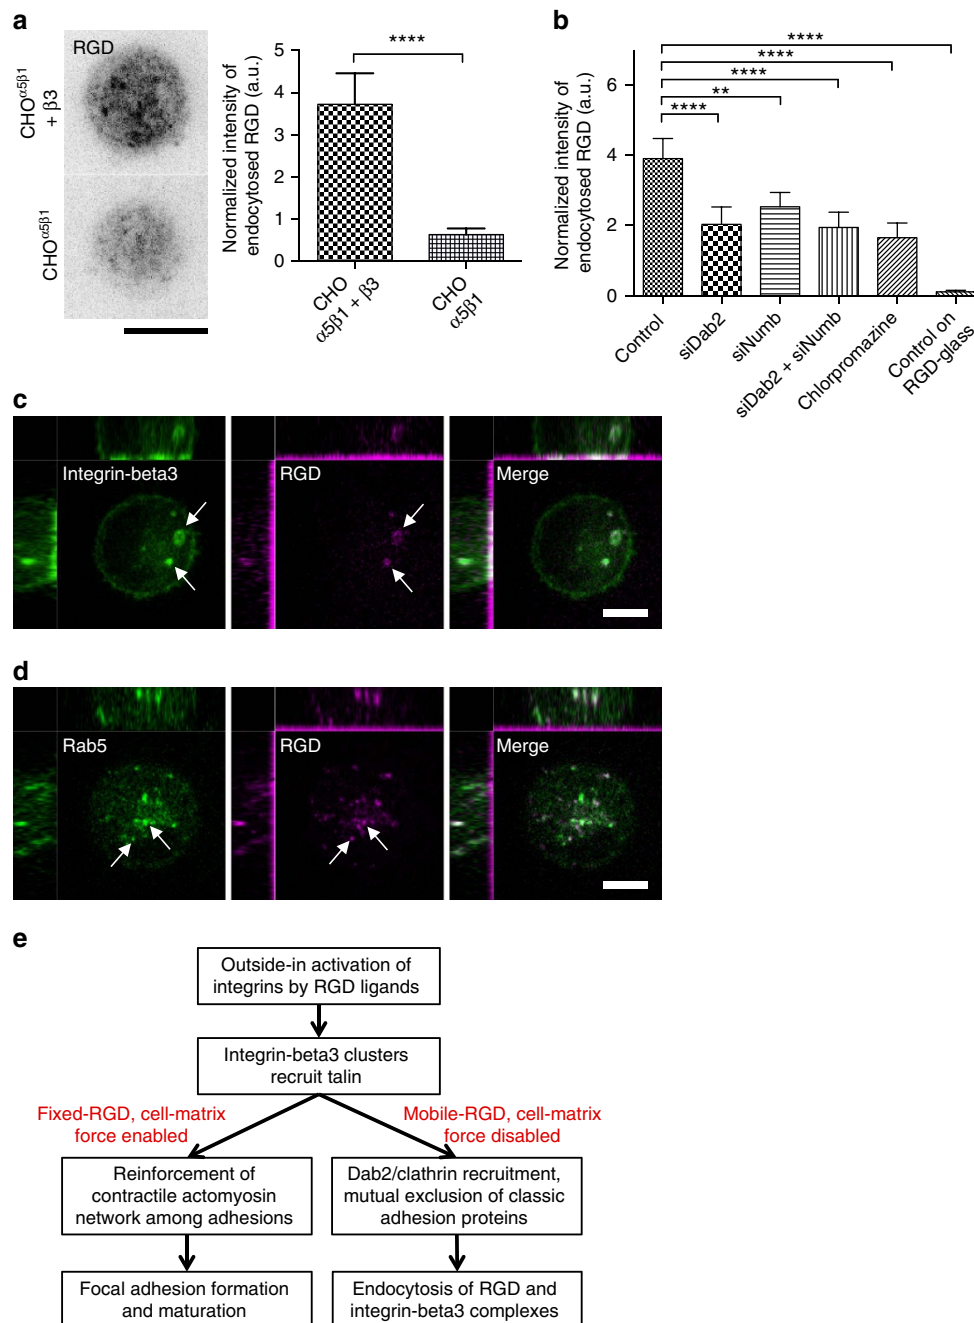 a
RGD
CHOα5β1
+ β3
CHOα5β1
Normalized intensity of
endocytosed RGD (a.u.)
5
4
3
2
1
0
****
CHO
α5β1 + β3
CHO
α5β1
b
Normalized intensity of
endocytosed RGD (a.u.)
6
4
2
0
****
****
****
**
****
Control
siDab2
siNumb
siDab2 + siNumb
Chlorpromazine
Control on
RGD-glass
c
Integrin-beta3
RGD
Merge
d
Rab5
RGD
Merge
e
Outside-in activation of
integrins by RGD ligands
Integrin-beta3 clusters
recruit talin
Fixed-RGD, cell-matrix
force enabled
Mobile-RGD, cell-matrix
force disabled
Reinforcement of
contractile actomyosin
network among adhesions
Dab2/clathrin recruitment,
mutual exclusion of classic
adhesion proteins
Focal adhesion formation
and maturation
Endocytosis of RGD and
integrin-beta3 complexes